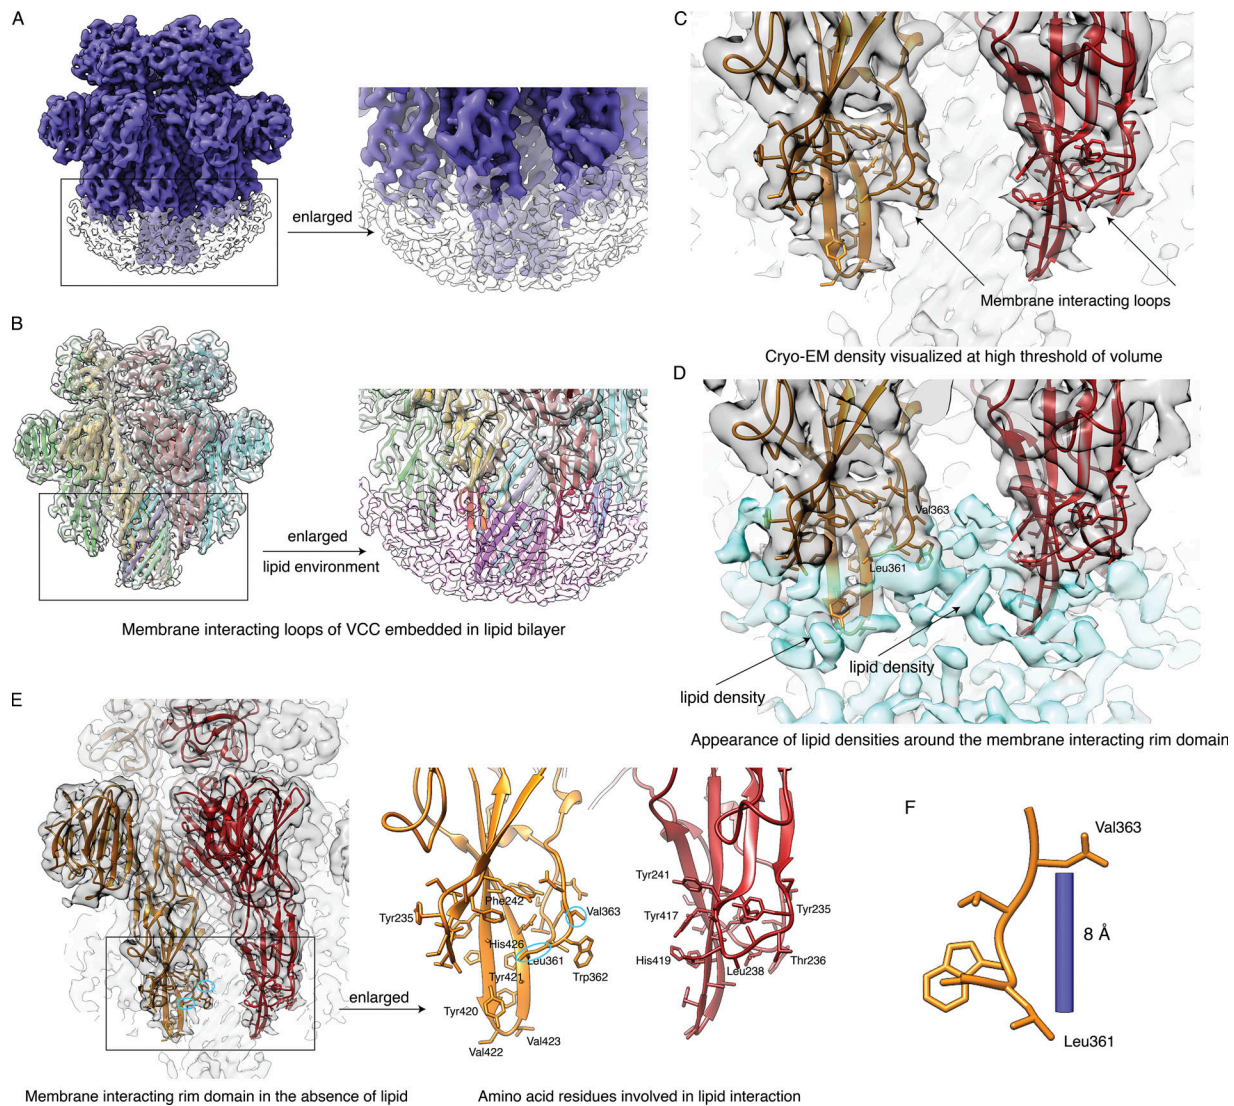 A
enlarged
B
enlarged
lipid environment
Membrane interacting loops of VCC embedded in lipid bilayer
C
Membrane interacting loops
Cryo-EM density visualized at high threshold of volume
D
Val363
Leu361
lipid density
lipid density
Appearance of lipid densities around the membrane interacting rim domain
E
enlarged
Membrane interacting rim domain in the absence of lipid
Phe242
Tyr235
Val363
His426
Leu361
Tyr421
Trp362
Tyr420
Val422
Val423
Tyr241
Tyr417
Tyr235
His419
Leu238
Thr236
Amino acid residues involved in lipid interaction
F
Val363
8 Å
Leu361